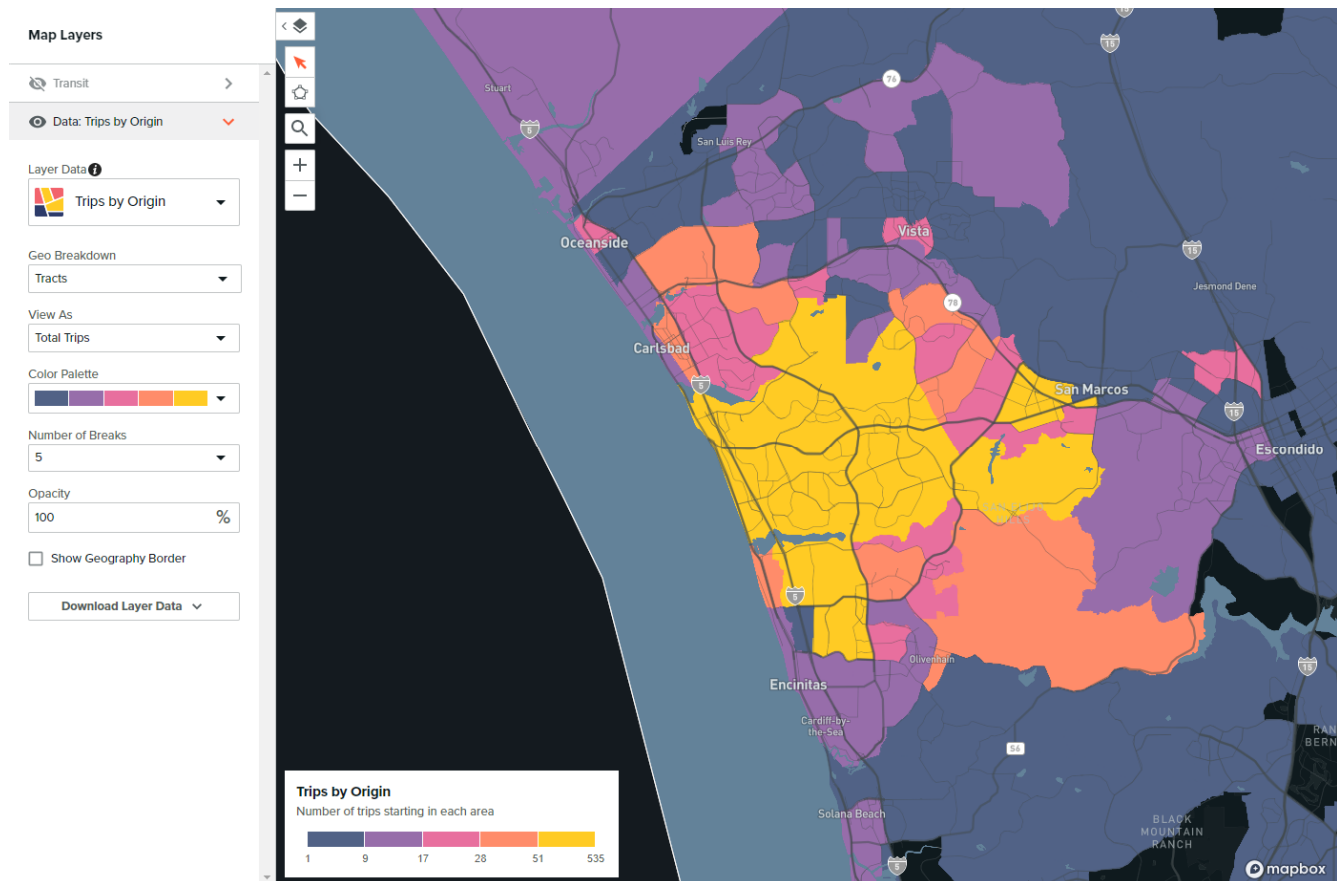 Map Layers
Transit
Data: Trips by Origin
Layer Data
Trips by Origin
Geo Breakdown
Tracts
View As
Total Trips
Color Palette
Number of Breaks
5
Opacity
100 %
Show Geography Border
Download Layer Data
15
15
76
Stuart
5
San Luis Rey
Vista
Oceanside
15
Jesmond Dene
78
Carlsbad
5
San Marcos
15
Escondido
5
Olivenhain
15
Encinitas
Cardiff-by-
the-Sea
56
RAN
BERN
Solana Beach
BLACK
MOUNTAIN
RANCH
5
mapbox
Trips by Origin
Number of trips starting in each area
1 9 17 28 51 535